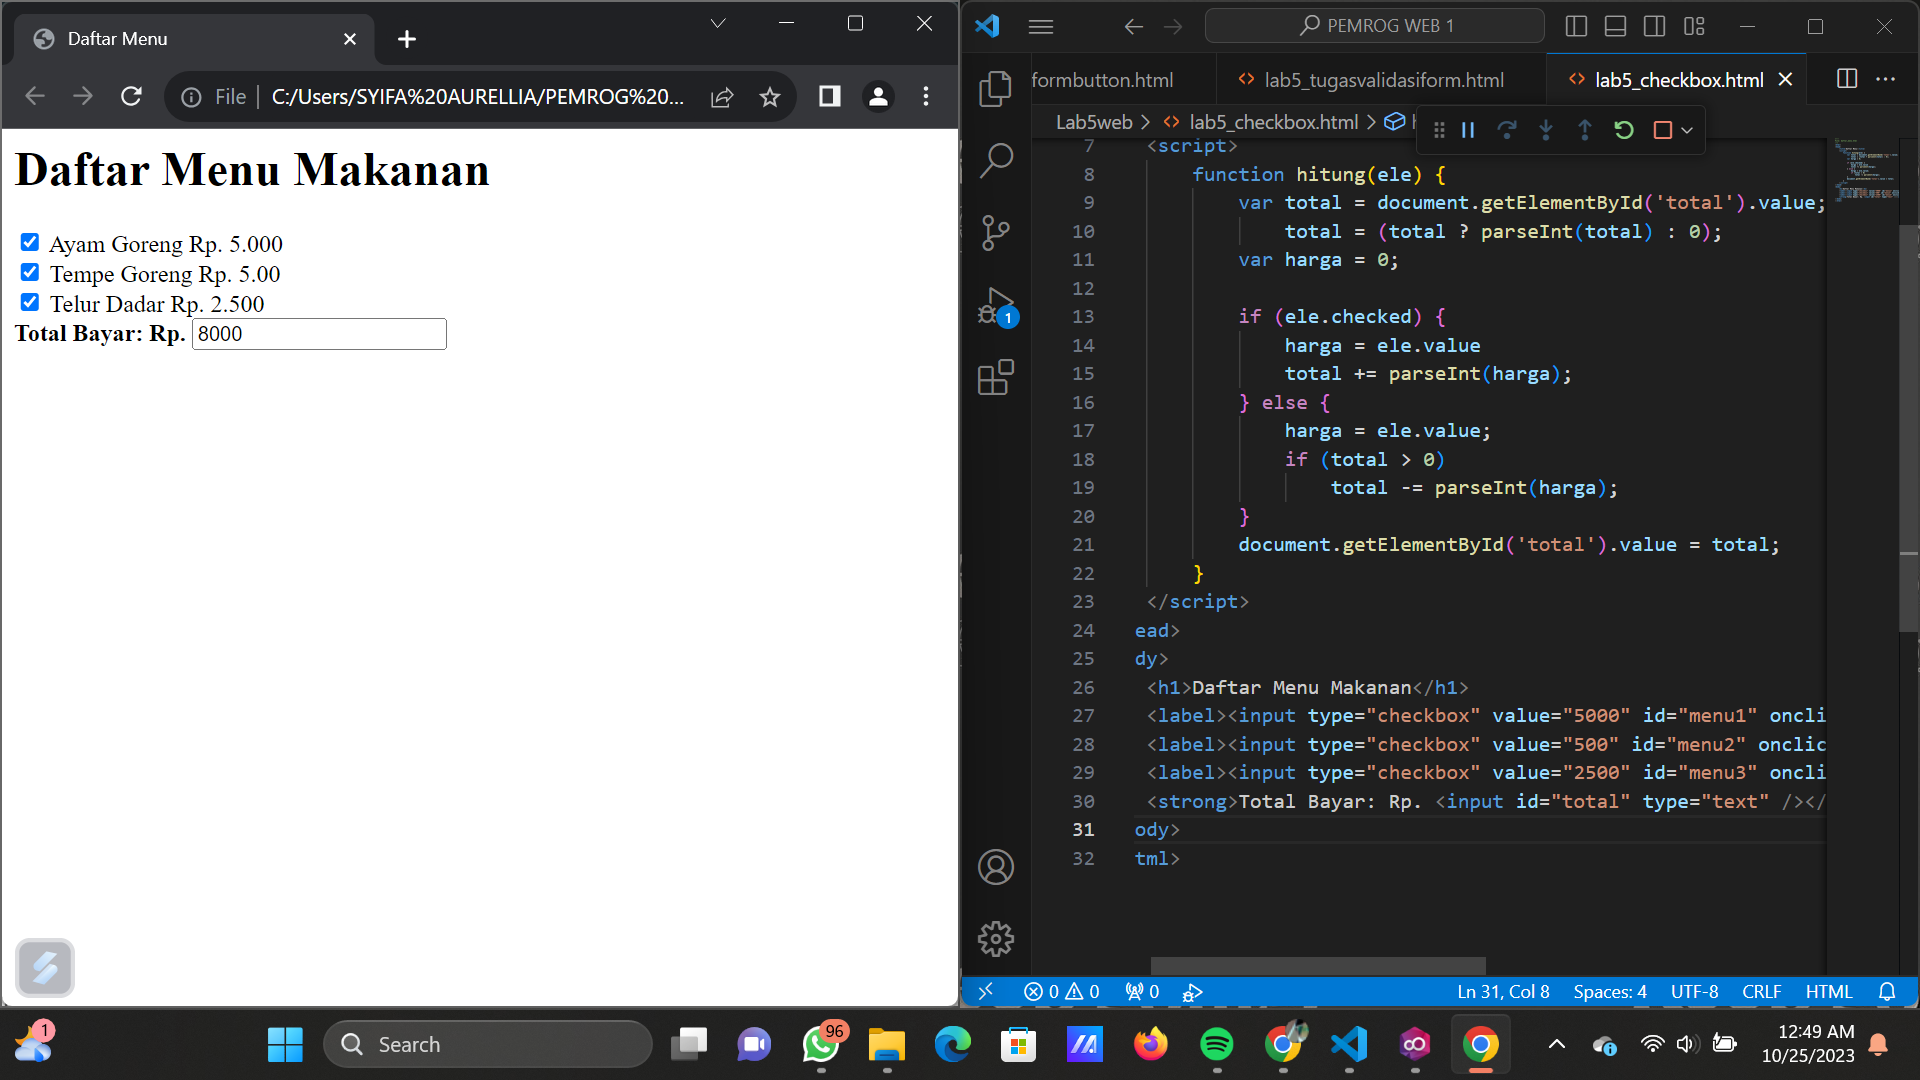 Daftar Menu
File
C:/Users/SYIFA%20AURELLIA/PEMROG%20...
Daftar Menu Makanan
Ayam Goreng Rp. 5.000
Tempe Goreng Rp. 5.00
Telur Dadar Rp. 2.500
Total Bayar: Rp. 8000
PEMROG WEB 1
formbutton.html
<> lab5_tugasvalidasiform.html
<> lab5_checkbox.html
Lab5web > <> lab5_checkbox.html >
1
7 <script>
8 function hitung(ele) {
9 var total = document.getElementById('total').value;
10 total = (total ? parseInt(total) : 0);
11 var harga = 0;
12
13 if (ele.checked) {
14 harga = ele.value
15 total += parseInt(harga);
16 } else {
17 harga = ele.value;
18 if (total > 0)
19 total -= parseInt(harga);
20 }
21 document.getElementById('total').value = total;
22 }
23 </script>
24 ead>
25 dy>
26 <h1>Daftar Menu Makanan</h1>
27 <label><input type="checkbox" value="5000" id="menu1" oncli
28 <label><input type="checkbox" value="500" id="menu2" onclic
29 <label><input type="checkbox" value="2500" id="menu3" oncli
30 <strong>Total Bayar: Rp. <input id="total" type="text" /></
31 ody>
32 tml>
0 0 0 Ln 31, Col 8 Spaces: 4 UTF-8 CRLF HTML
1
Search
96
12:49 AM
10/25/2023